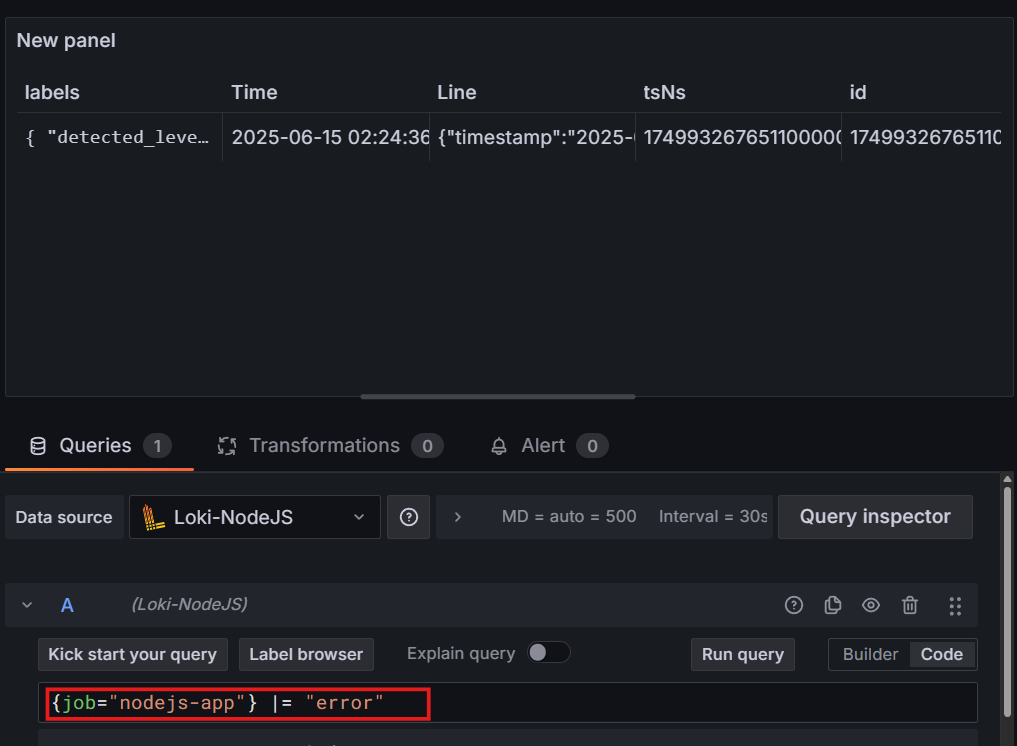 New panel
labels Time Line tsNs id
{ "detected_leve… 2025-06-15 02:24:36 {"timestamp":"2025- 174993267651100000 17499326765110
Queries 1 Transformations 0 Alert 0
Data source Loki-NodeJS MD = auto = 500 Interval = 30s Query inspector
A (Loki-NodeJS)
Kick start your query Label browser Explain query Run query Builder Code
{job="nodejs-app"} |= "error"